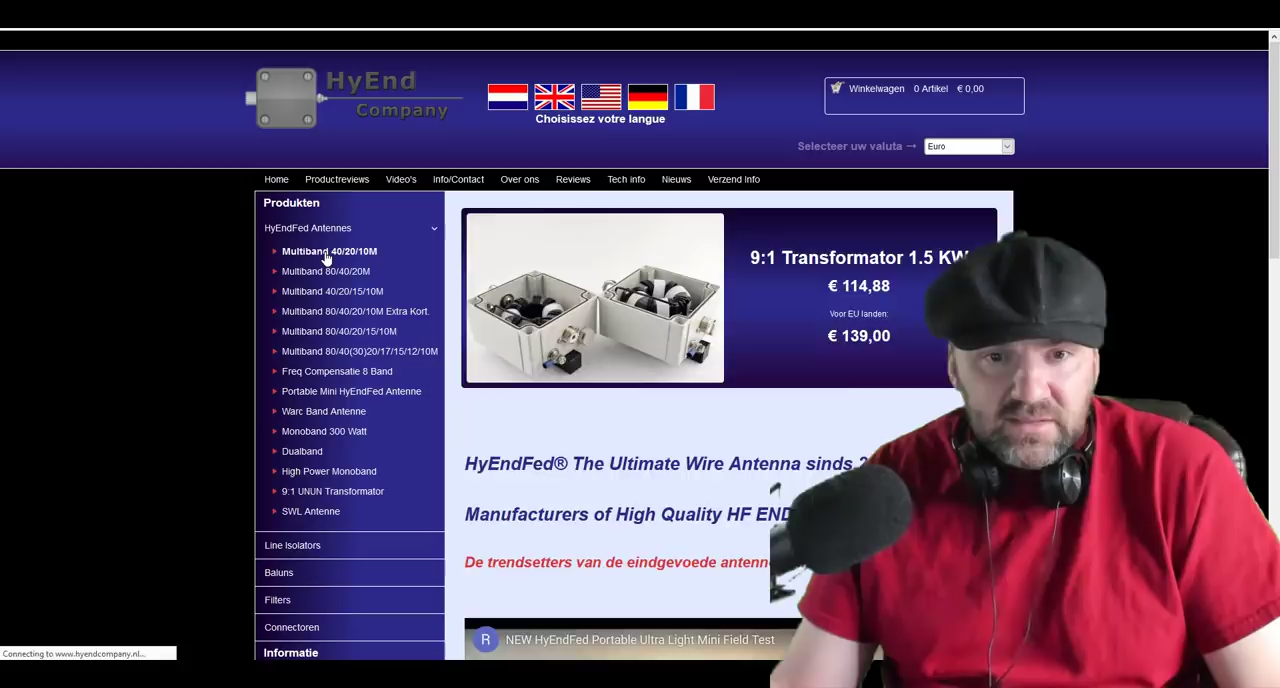 HyEnd
Company
Choisissez votre langue
Winkelwagen 0 Artikel € 0,00
Selecteer uw valuta →
Euro
Home Productreviews Video's Info/Contact Over ons Reviews Tech info Nieuws Verzend Info
Produkten
HyEndFed Antennes
Multiband 40/20/10M
Multiband 80/40/20M
Multiband 40/20/15/10M
Multiband 80/40/20/10M Extra Kort.
Multiband 80/40/20/15/10M
Multiband 80/40(30)20/17/15/12/10M
Freq Compensatie 8 Band
Portable Mini HyEndFed Antenne
Warc Band Antenne
Monoband 300 Watt
Dualband
High Power Monoband
9:1 UNUN Transformator
SWL Antenne
Line Isolators
Baluns
Filters
Connectoren
Informatie
9:1 Transformator 1.5 KW
€ 114,88
Voor EU landen:
€ 139,00
HyEndFed® The Ultimate Wire Antenna sinds
Manufacturers of High Quality HF END
De trendsetters van de eindgevoede
R NEW HyEndFed Portable Ultra Light Mini Field Test
Connecting to www.hyendcompany.nl...